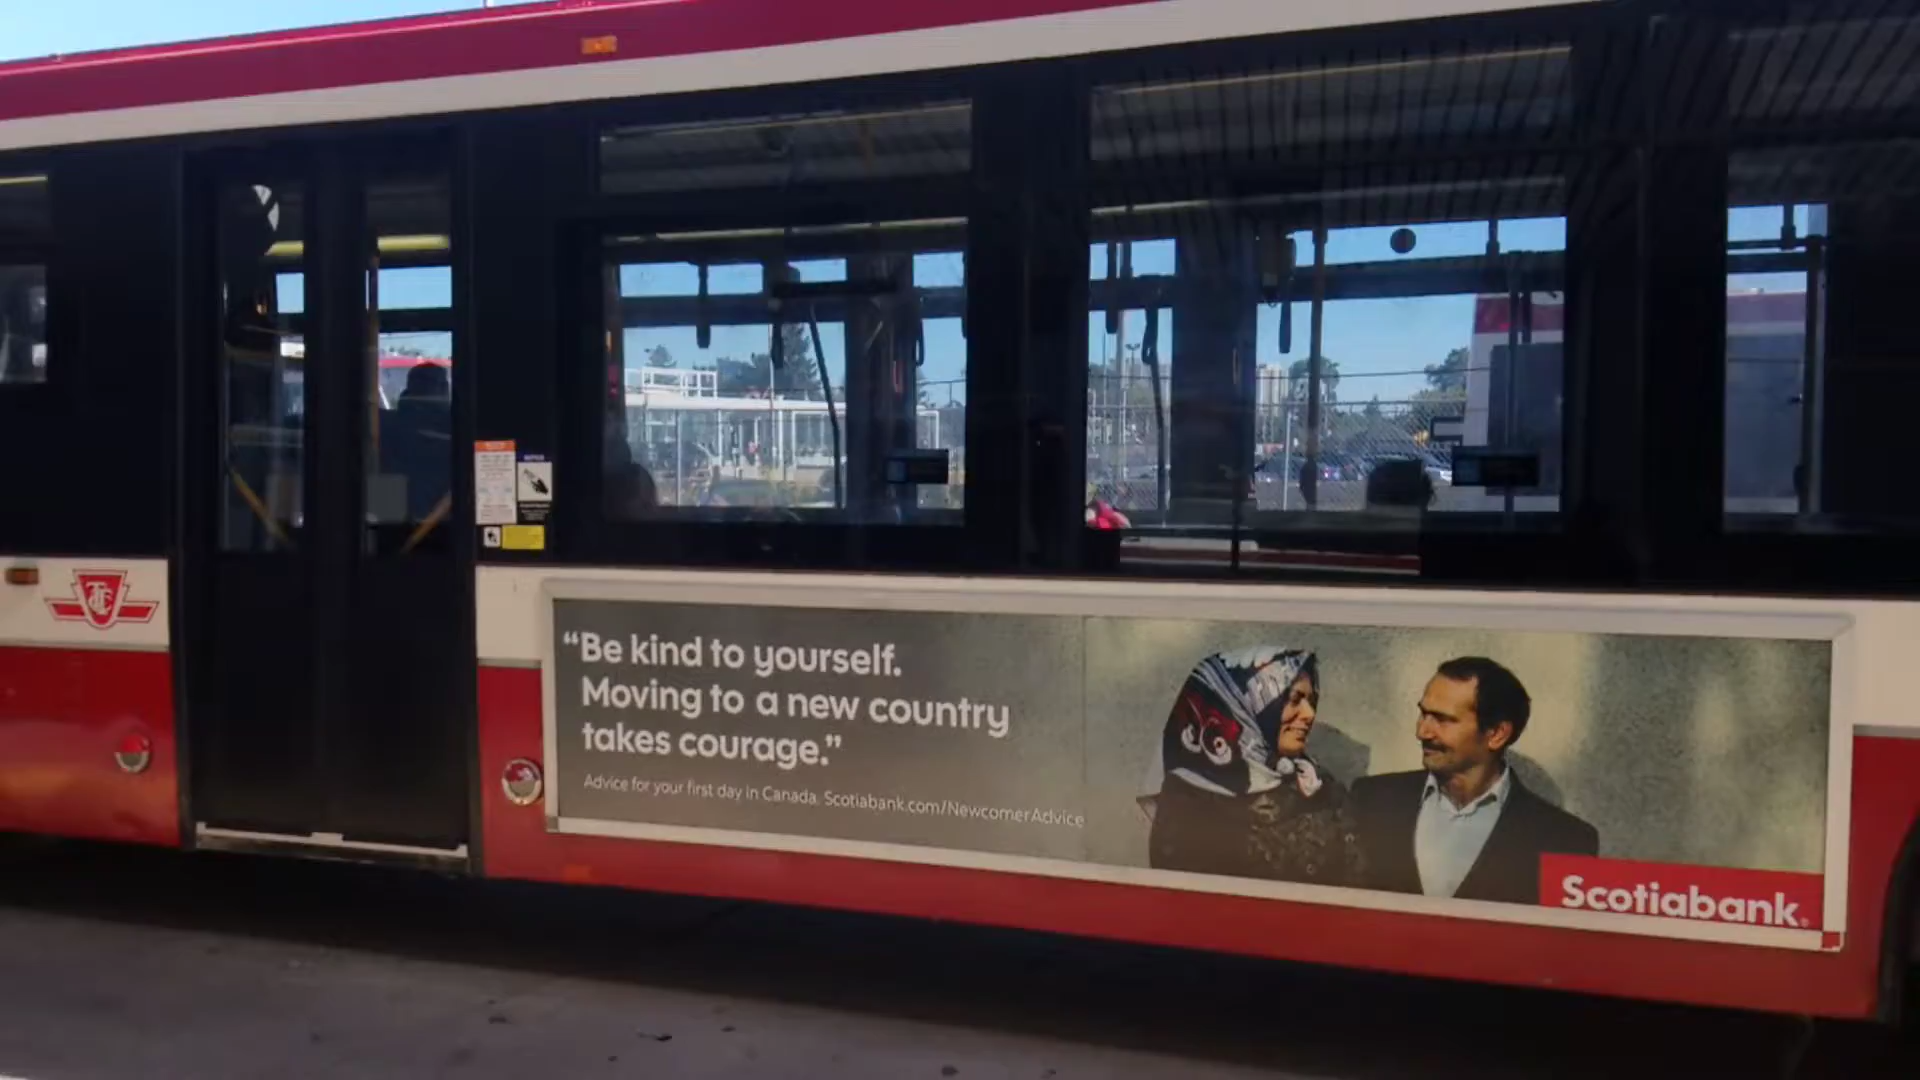 TTC
“Be kind to yourself.
Moving to a new country
takes courage.”
Advice for your first day in Canada. Scotiabank.com/NewcomerAdvice
Scotiabank®